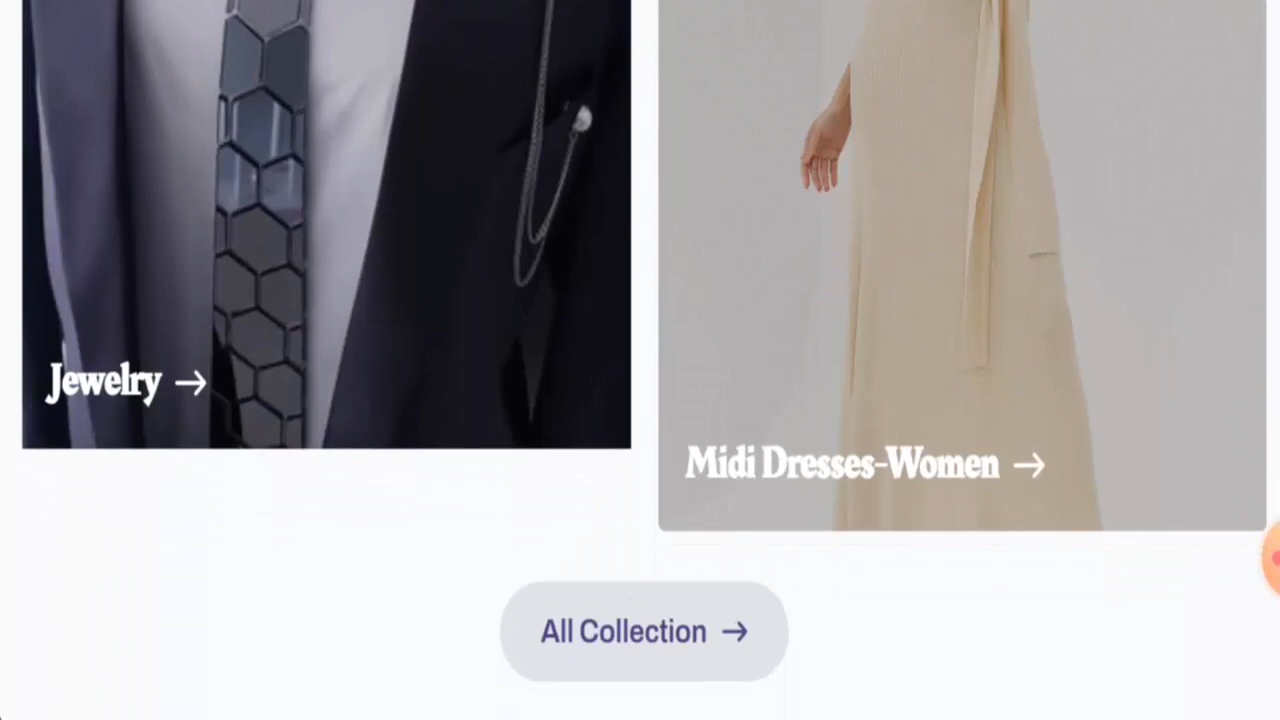 Jewelry →
Midi Dresses-Women →
All Collection →